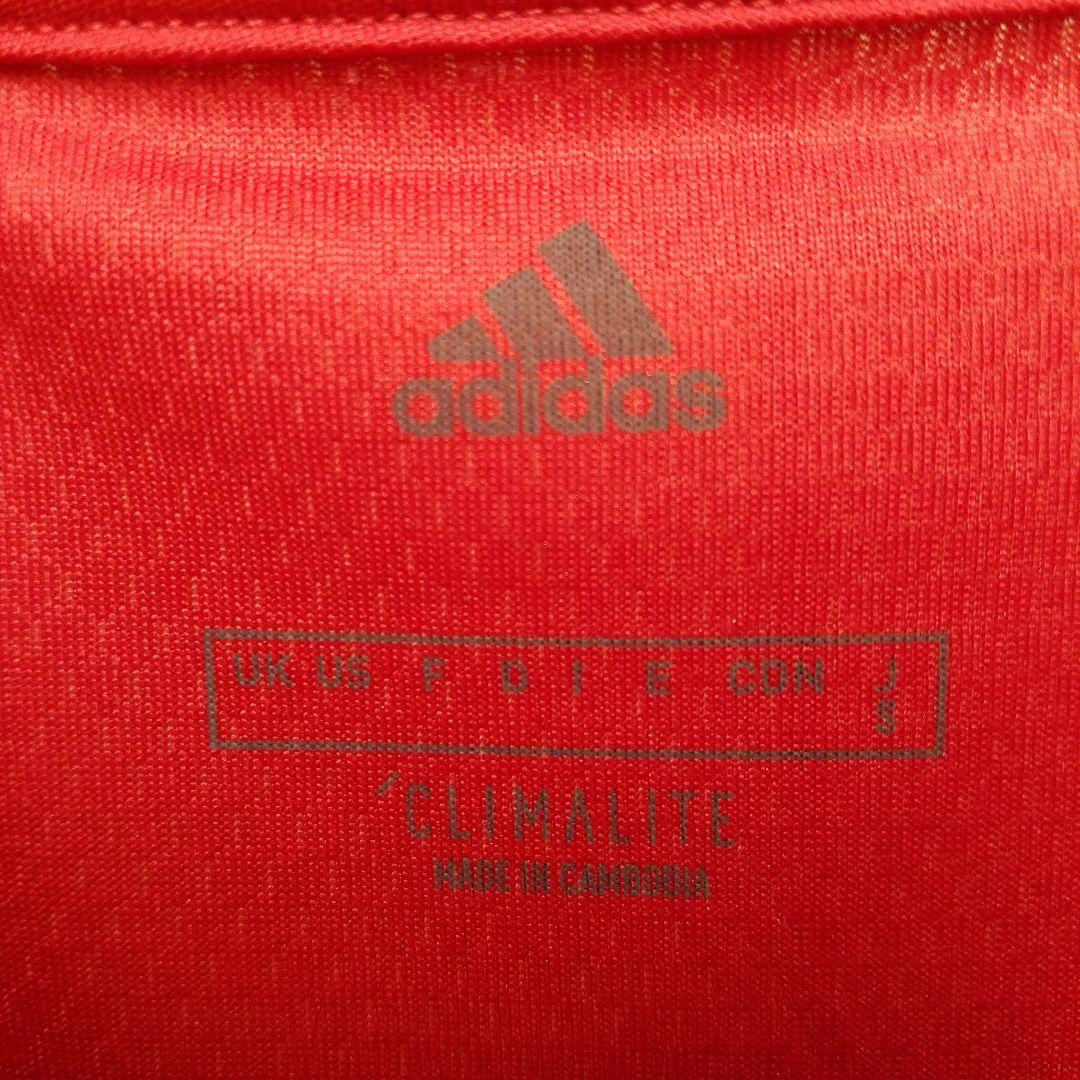 adidas
UK US F D I E CDN J
S
´CLIMALITE
MADE IN CAMBODIA